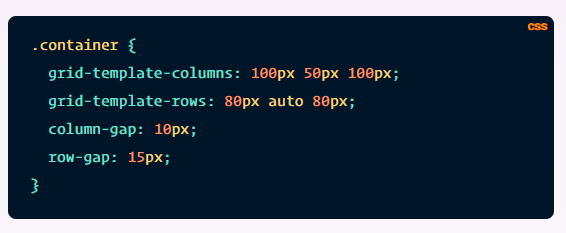 css
.container {
  grid-template-columns: 100px 50px 100px;
  grid-template-rows: 80px auto 80px;
  column-gap: 10px;
  row-gap: 15px;
}